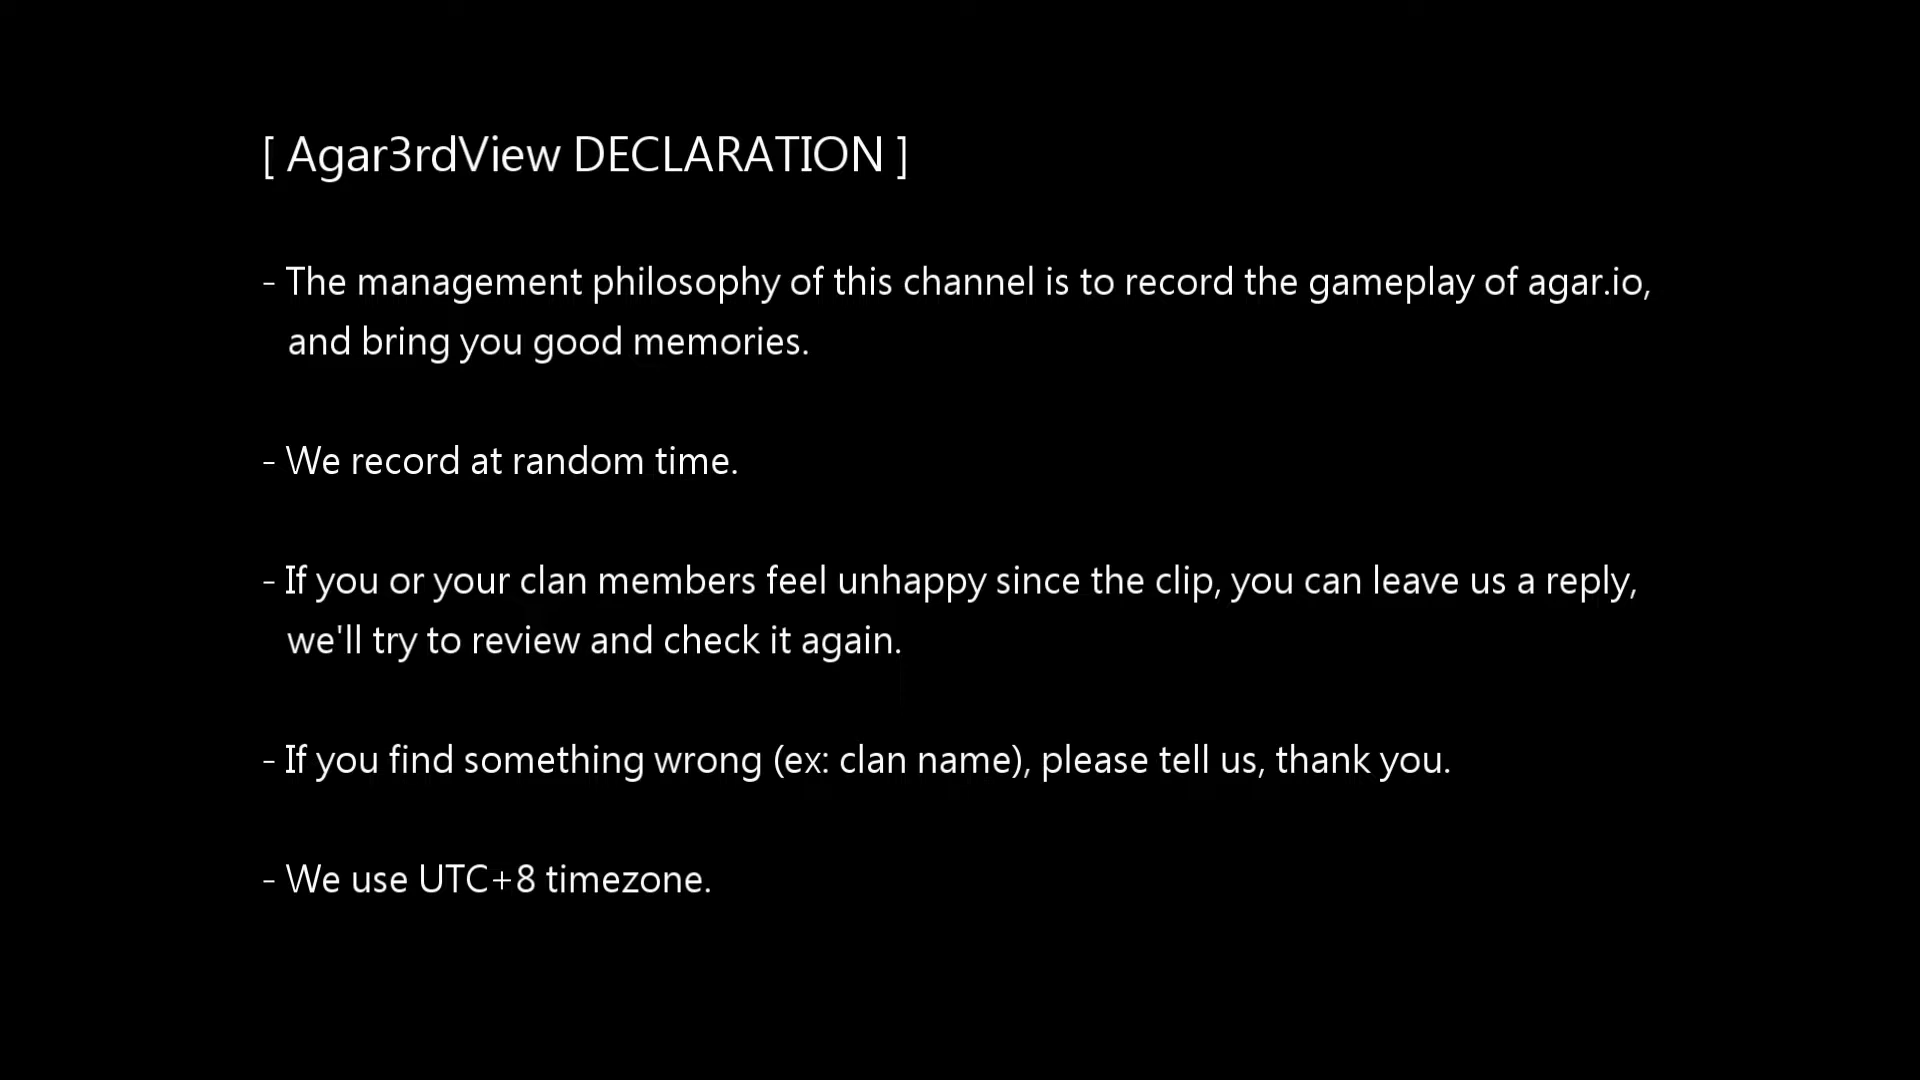 [ Agar3rdView DECLARATION ]
- The management philosophy of this channel is to record the gameplay of agar.io,
and bring you good memories.
- We record at random time.
- If you or your clan members feel unhappy since the clip, you can leave us a reply,
we'll try to review and check it again.
- If you find something wrong (ex: clan name), please tell us, thank you.
- We use UTC+8 timezone.